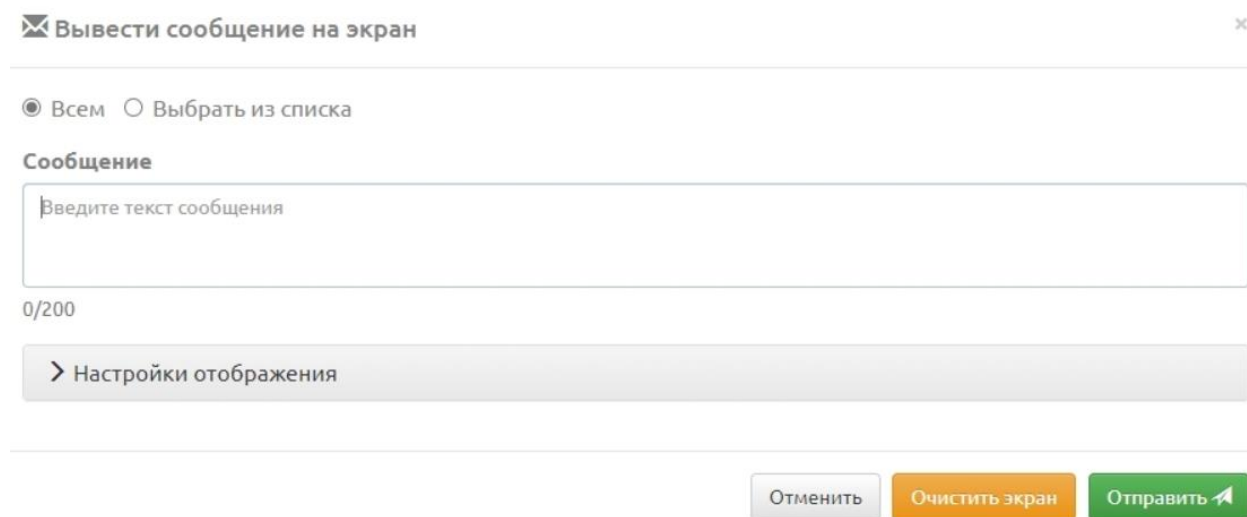 Вывести сообщение на экран
×
Всем Выбрать из списка
Сообщение
Введите текст сообщения
0/200
Настройки отображения
Отменить Очистить экран Отправить